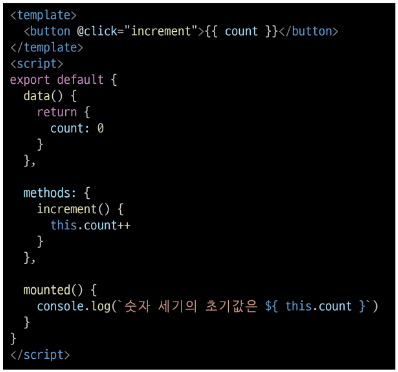 <template>
  <button @click="increment">{{ count }}</button>
</template>
<script>
export default {
  data() {
    return {
      count: 0
    }
  },

  methods: {
    increment() {
      this.count++
    }
  },

  mounted() {
    console.log(`숫자 세기의 초기값은 ${ this.count }`)
  }
}
</script>